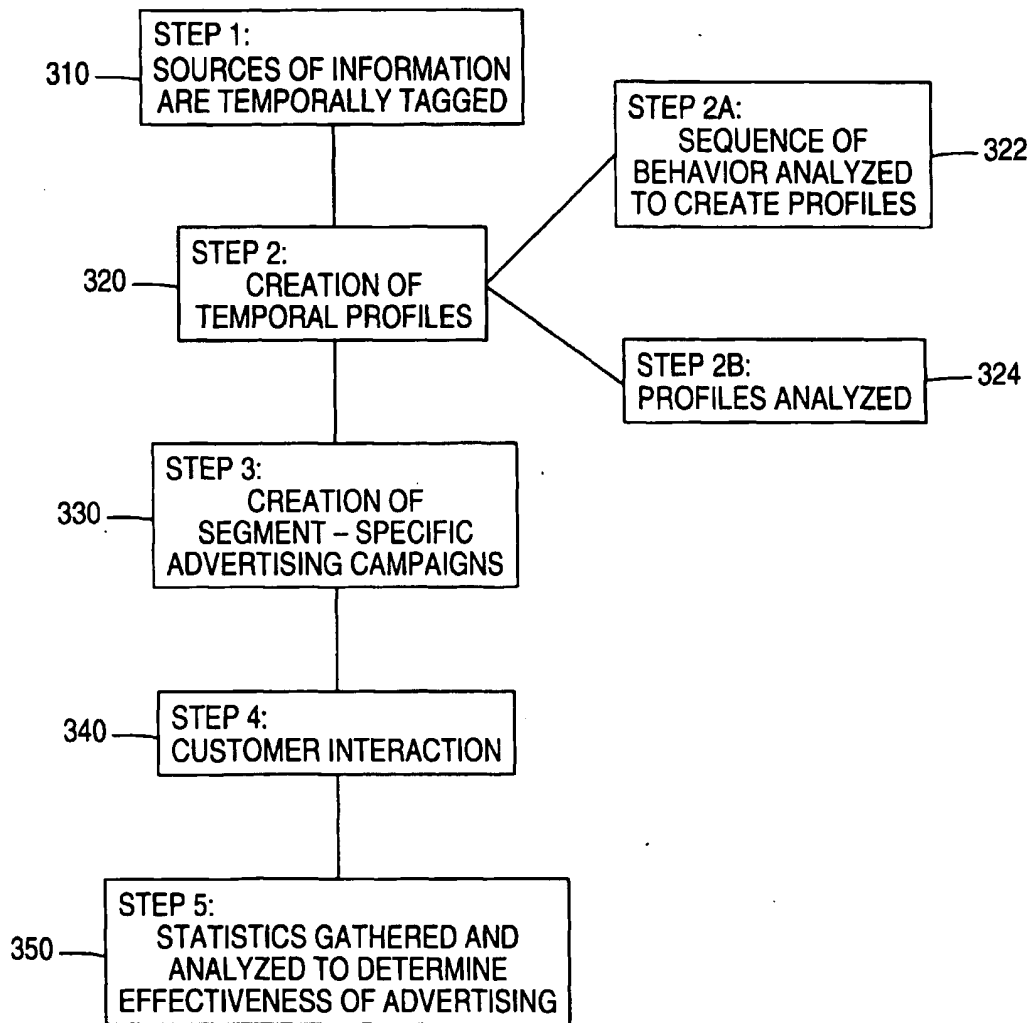 STEP 1:
310
SOURCES OF INFORMATION
ARE TEMPORALLY TAGGED
STEP 2A:
SEQUENCE OF
322
BEHAVIOR ANALYZED
TO CREATE PROFILES
STEP 2:
320
CREATION OF
TEMPORAL PROFILES
STEP 2B:
324
PROFILES ANALYZED
STEP 3:
330
CREATION OF
SEGMENT – SPECIFIC
ADVERTISING CAMPAIGNS
STEP 4:
340
CUSTOMER INTERACTION
STEP 5:
350
STATISTICS GATHERED AND
ANALYZED TO DETERMINE
EFFECTIVENESS OF ADVERTISING